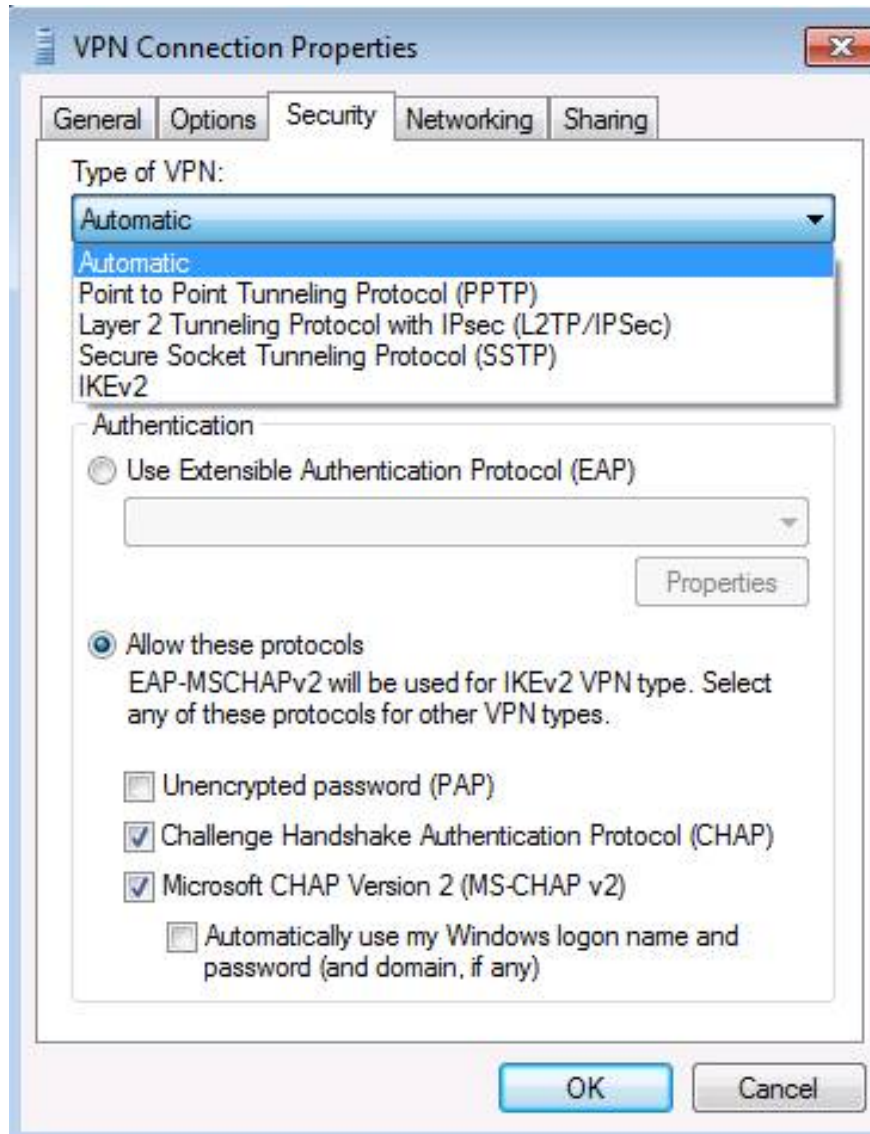 VPN Connection Properties
General Options Security Networking Sharing
Type of VPN:
Automatic
Automatic
Point to Point Tunneling Protocol (PPTP)
Layer 2 Tunneling Protocol with IPsec (L2TP/IPSec)
Secure Socket Tunneling Protocol (SSTP)
IKEv2
Authentication
Use Extensible Authentication Protocol (EAP)
Properties
Allow these protocols
EAP-MSCHAPv2 will be used for IKEv2 VPN type. Select
any of these protocols for other VPN types.
Unencrypted password (PAP)
Challenge Handshake Authentication Protocol (CHAP)
Microsoft CHAP Version 2 (MS-CHAP v2)
Automatically use my Windows logon name and
password (and domain, if any)
OK Cancel